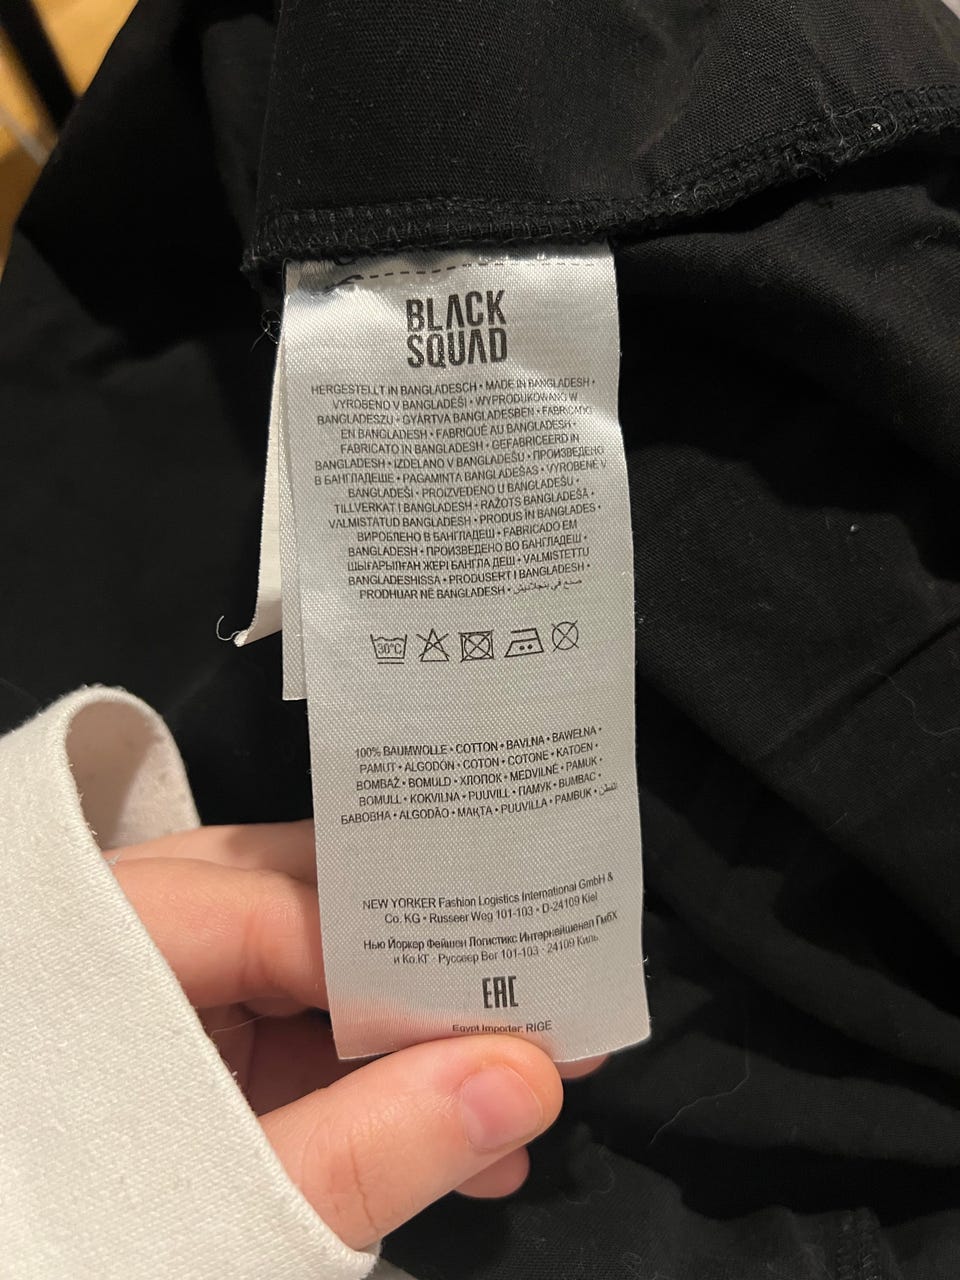 BLACK
SQUAD
HERGESTELLT IN BANGLADESCH • MADE IN BANGLADESH •
VYROBENO V BANGLADÉŠI • WYPRODUKOWANO W
BANGLADESZU • GYÁRTVA BANGLADESBEN • FABRICADO
EN BANGLADESH • FABRIQUÉ AU BANGLADESH •
FABRICATO IN BANGLADESH • GEFABRICEERD IN
BANGLADESH • IZDELANO V BANGLADEŠU • ПРОИЗВЕДЕНО
В БАНГЛАДЕШЕ • PAGAMINTA BANGLADEŠAS • VYROBENÉ V
BANGLADÉŠI • PROIZVEDENO U BANGLADEŠU •
TILLVERKAT I BANGLADESH • RAŽOTS BANGLADEŠĀ •
VALMISTATUD BANGLADESH • PRODUS ÎN BANGLADES •
ВИРОБЛЕНО В БАНГЛАДЕШ • FABRICADO EM
BANGLADESH • ПРОИЗВЕДЕНО ВО БАНГЛАДЕШ •
ШЫҒАРЫЛҒАН ЖЕРІ БАНГЛА ДЕШ • VALMISTETTU
BANGLADESHISSA • PRODUSERT I BANGLADESH •
PRODHUAR NË BANGLADESH • صنع في بنجلاديش
30°C
100% BAUMWOLLE • COTTON • BAVLNA • BAWEŁNA •
PAMUT • ALGODÓN • COTON • COTONE • KATOEN •
BOMBAŽ • BOMULD • ХЛОПОК • MEDVILNĖ • PAMUK •
BOMULL • KOKVILNA • PUUVILL • ПАМУК • BUMBAC •
БАВОВНА • ALGODÃO • МАҚТА • PUUVILLA • PAMBUK • قطن
NEW YORKER Fashion Logistics International GmbH &
Co. KG • Russeer Weg 101-103 • D-24109 Kiel
Нью Йоркер Фейшен Логистикс Интернейшенел ГмбХ
и Ко.КГ · Руссеер Вег 101-103 · 24109 Киль
EAC
Egypt Importer: RIGE